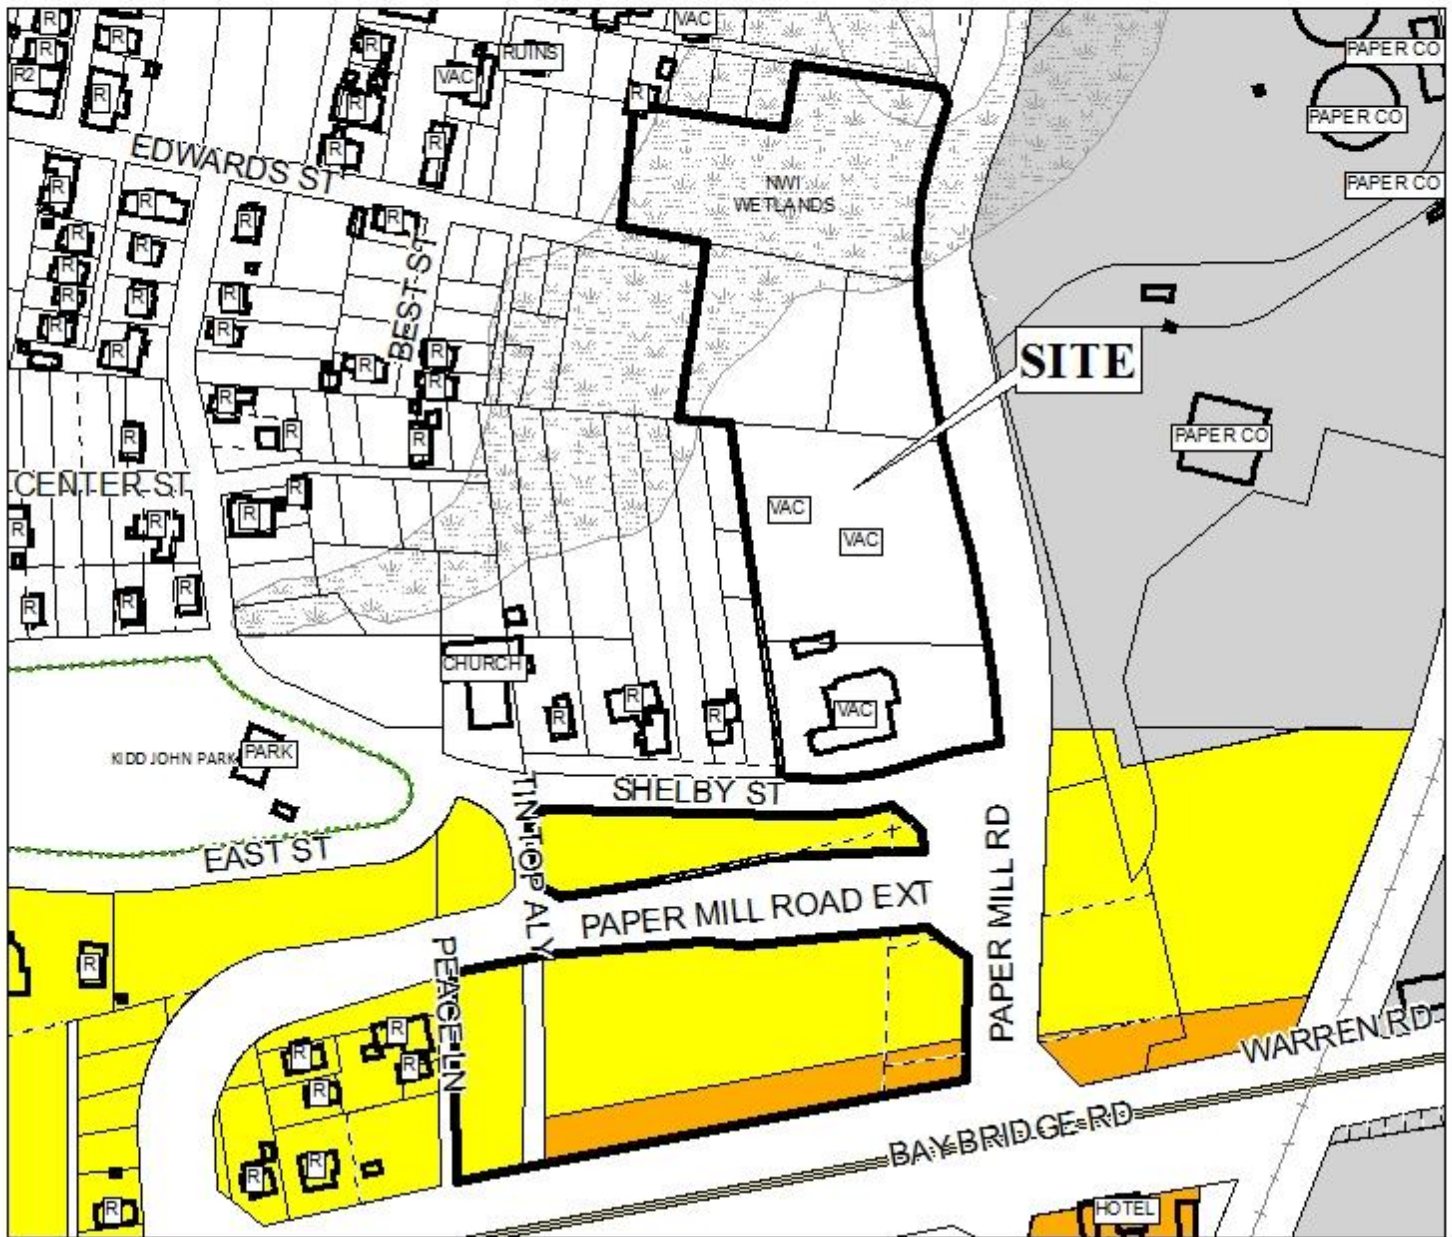 R
VAC
R
R
R
RUINS
PAPER CO
R
R2
VAC
R
R
R
PAPER CO
R
R
EDWARDS ST
NWI
WETLANDS
PAPER CO
R
R
R
R
R
R
BEST ST
R
R
R
R
R
R
R
R
R
R
R
SITE
R
R
R
R
PAPER CO
CENTER ST
R
R
R
R
VAC
VAC
R
R
R
CHURCH
R
R
R
VAC
KIDD JOHN PARK
PARK
SHELBY ST
TIN TOP ALY
EAST ST
PAPER MILL RD
PAPER MILL ROAD EXT
PEACE LN
R
R
R
R
R
WARREN RD
BAY BRIDGE RD
R
R
R
HOTEL